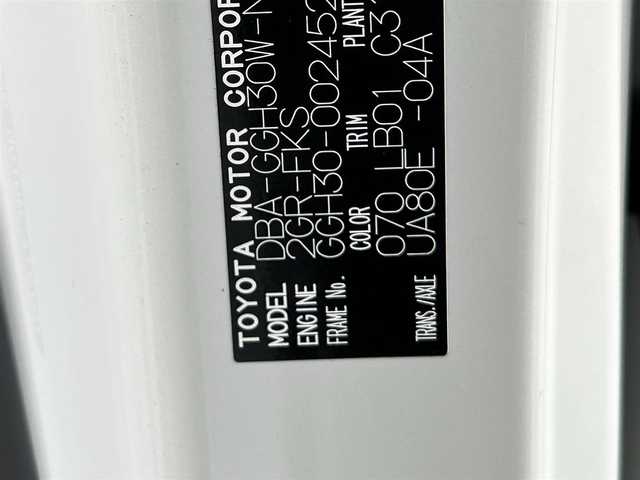 TOYOTA MOTOR CORPOR
MODEL DBA-GGH30W-N
ENGINE 2GR-FKS
FRAME No. GGH30-002452
COLOR TRIM PLANT
070 LB01 C3
TRANS./AXLE UA80E -04A